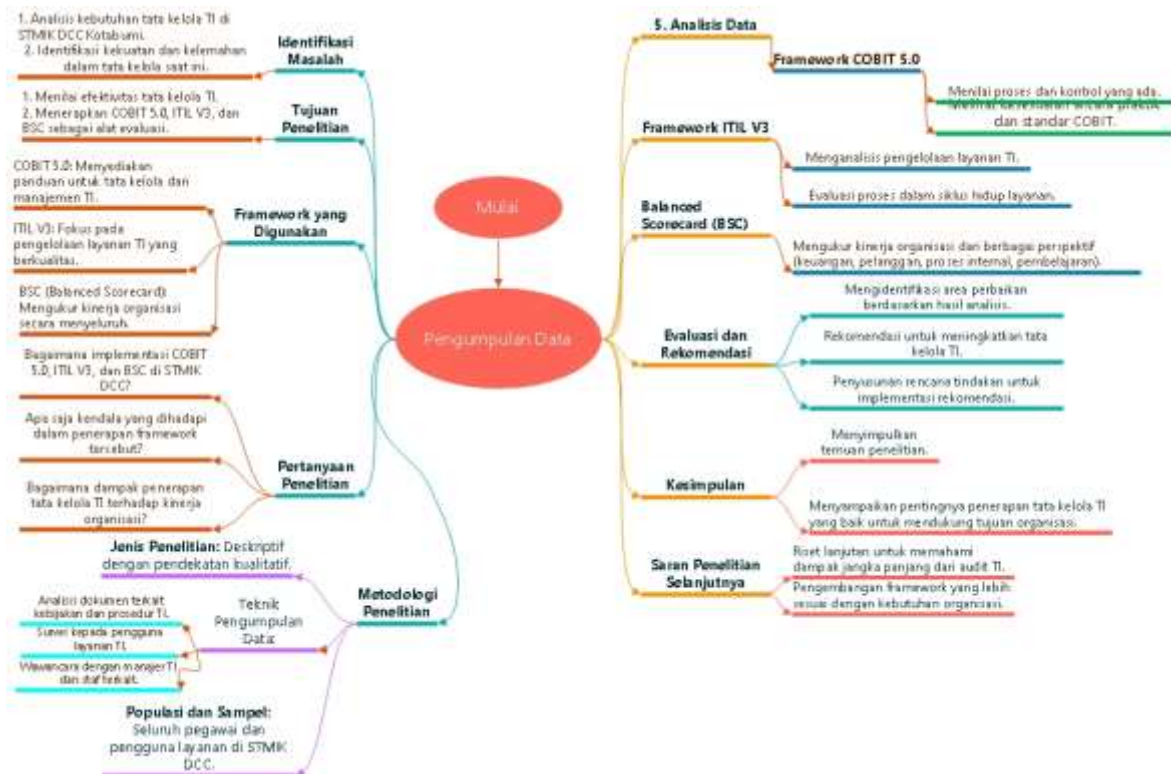 1. Analisis kebutuhan tata kelola TI di
STMIK DCC Kotabumi.
2. Identifikasi kekuatan dan kelemahan
dalam tata kelola saat ini.
Identifikasi
Masalah
1. Menilai efektivitas tata kelola TI.
2. Menerapkan COBIT 5.0, ITIL V3, dan
BSC sebagai alat evaluasi.
Tujuan
Penelitian
COBIT 5.0: Menyediakan
panduan untuk tata kelola dan
manajemen TI.
ITIL V3: Fokus pada
pengelolaan layanan TI yang
berkualitas.
BSC (Balanced Scorecard):
Mengukur kinerja organisasi
secara menyeluruh.
Framework yang
Digunakan
Bagaimana implementasi COBIT
5.0, ITIL V3, dan BSC di STMIK
DCC?
Apa saja kendala yang dihadapi
dalam penerapan framework
tersebut?
Bagaimana dampak penerapan
tata kelola TI terhadap kinerja
organisasi?
Pertanyaan
Penelitian
Jenis Penelitian: Deskriptif
dengan pendekatan kualitatif.
Analisis dokumen terkait
kebijakan dan prosedur TI.
Survei kepada pengguna
layanan TI.
Wawancara dengan manajer TI
dan staf terkait.
Teknik
Pengumpulan
Data:
Populasi dan Sampel:
Seluruh pegawai dan
pengguna layanan di STMIK
DCC.
Metodologi
Penelitian
Mulai
Pengumpulan Data
5. Analisis Data
Framework COBIT 5.0
Menilai proses dan kontrol yang ada.
antara praktik
dan standar COBIT.
Framework ITIL V3
Menganalisis pengelolaan layanan TI.
Evaluasi proses dalam siklus hidup layanan.
Balanced
Scorecard (BSC)
Mengukur kinerja organisasi dari berbagai perspektif
(keuangan, pelanggan, proses internal, pembelajaran).
Evaluasi dan
Rekomendasi
Mengidentifikasi area perbaikan
berdasarkan hasil analisis.
Rekomendasi untuk meningkatkan tata
kelola TI.
Penyusunan rencana tindakan untuk
implementasi rekomendasi.
Kesimpulan
Menyimpulkan
temuan penelitian.
Menyampaikan pentingnya penerapan tata kelola TI
yang baik untuk mendukung tujuan organisasi.
Saran Penelitian
Selanjutnya
Riset lanjutan untuk memahami
dampak jangka panjang dari audit TI.
Pengembangan framework yang lebih
sesuai dengan kebutuhan organisasi.